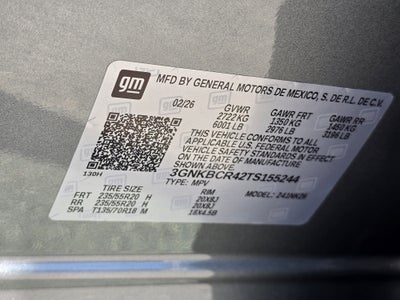 gm
MFD BY GENERAL MOTORS DE MEXICO, S. DE R.L. DE C.V.
02/26 GVWR GAWR FRT GAWR RR
2722 KG 1350 KG 1450 KG
6001 LB 2976 LB 3196 LB
THIS VEHICLE CONFORMS TO ALL
APPLICABLE U.S. FEDERAL MOTOR
VEHICLE SAFETY STANDARDS IN EFFECT ON
THE DATE OF MANUFACTURE
3GNKBCR42TS155244
130H TYPE: MPV MODEL: 241NK26
TIRE SIZE RIM
FRT 235/55R20 H 20X8J
RR 235/55R20 H 20X8J
SPA T135/70R18 M 18X4.5B